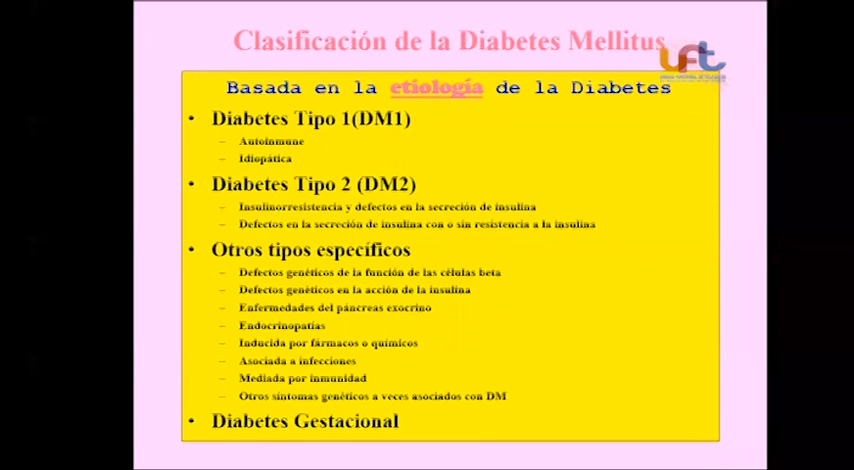 Clasificación de la Diabetes Mellitus
uft
Basada en la etiología de la Diabetes
• Diabetes Tipo 1(DM1)
– Autoinmune
– Idiopática
• Diabetes Tipo 2 (DM2)
– Insulinorresistencia y defectos en la secreción de insulina
– Defectos en la secreción de insulina con o sin resistencia a la insulina
• Otros tipos específicos
– Defectos genéticos de la función de las células beta
– Defectos genéticos en la acción de la insulina
– Enfermedades del páncreas exocrino
– Endocrinopatías
– Inducida por fármacos o químicos
– Asociada a infecciones
– Mediada por inmunidad
– Otros síntomas genéticos a veces asociados con DM
• Diabetes Gestacional